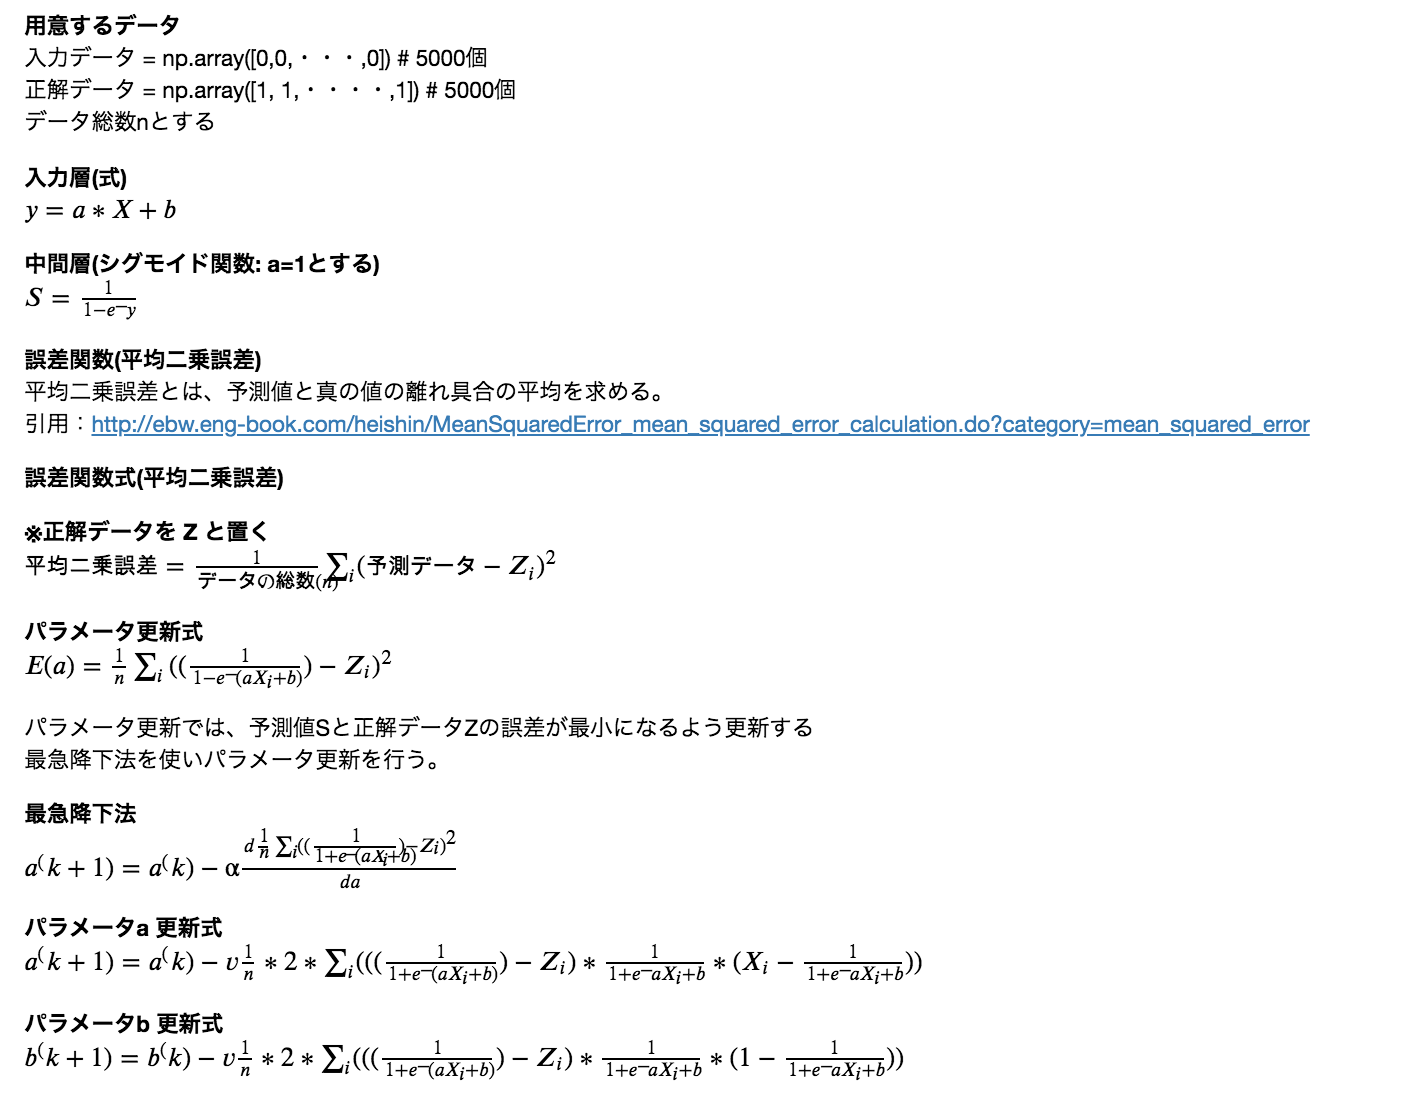 用意するデータ
入力データ = np.array([0,0,・・・,0]) # 5000個
正解データ = np.array([1, 1,・・・・,1]) # 5000個
データ総数nとする
入力層(式)
y = a * X + b
中間層(シグモイド関数: a=1とする)
S = \frac{1}{1-e^-y}
誤差関数(平均二乗誤差)
平均二乗誤差とは、予測値と真の値の離れ具合の平均を求める。
引用：http://ebw.eng-book.com/heishin/MeanSquaredError_mean_squared_error_calculation.do?category=mean_squared_error
誤差関数式(平均二乗誤差)
※正解データを Z と置く
平均二乗誤差 = \frac{1}{データの総数(n)} \sum_i (予測データ - Z_i)^2
パラメータ更新式
E(a) = \frac{1}{n} \sum_i ((\frac{1}{1-e^-(aX_i+b)}) - Z_i)^2
パラメータ更新では、予測値Sと正解データZの誤差が最小になるよう更新する
最急降下法を使いパラメータ更新を行う。
最急降下法
a^(k + 1) = a^(k) - α\frac{d\frac{1}{n} \sum_i((\frac{1}{1+e^-(aX_i+b)})-Z_i)^2}{da}
パラメータa 更新式
a^(k + 1) = a^(k) - v\frac{1}{n} * 2 * \sum_i(((\frac{1}{1+e^-(aX_i+b)}) - Z_i) * \frac{1}{1+e^-aX_i+b} * (X_i - \frac{1}{1+e^-aX_i+b}))
パラメータb 更新式
b^(k + 1) = b^(k) - v\frac{1}{n} * 2 * \sum_i(((\frac{1}{1+e^-(aX_i+b)}) - Z_i) * \frac{1}{1+e^-aX_i+b} * (1 - \frac{1}{1+e^-aX_i+b}))